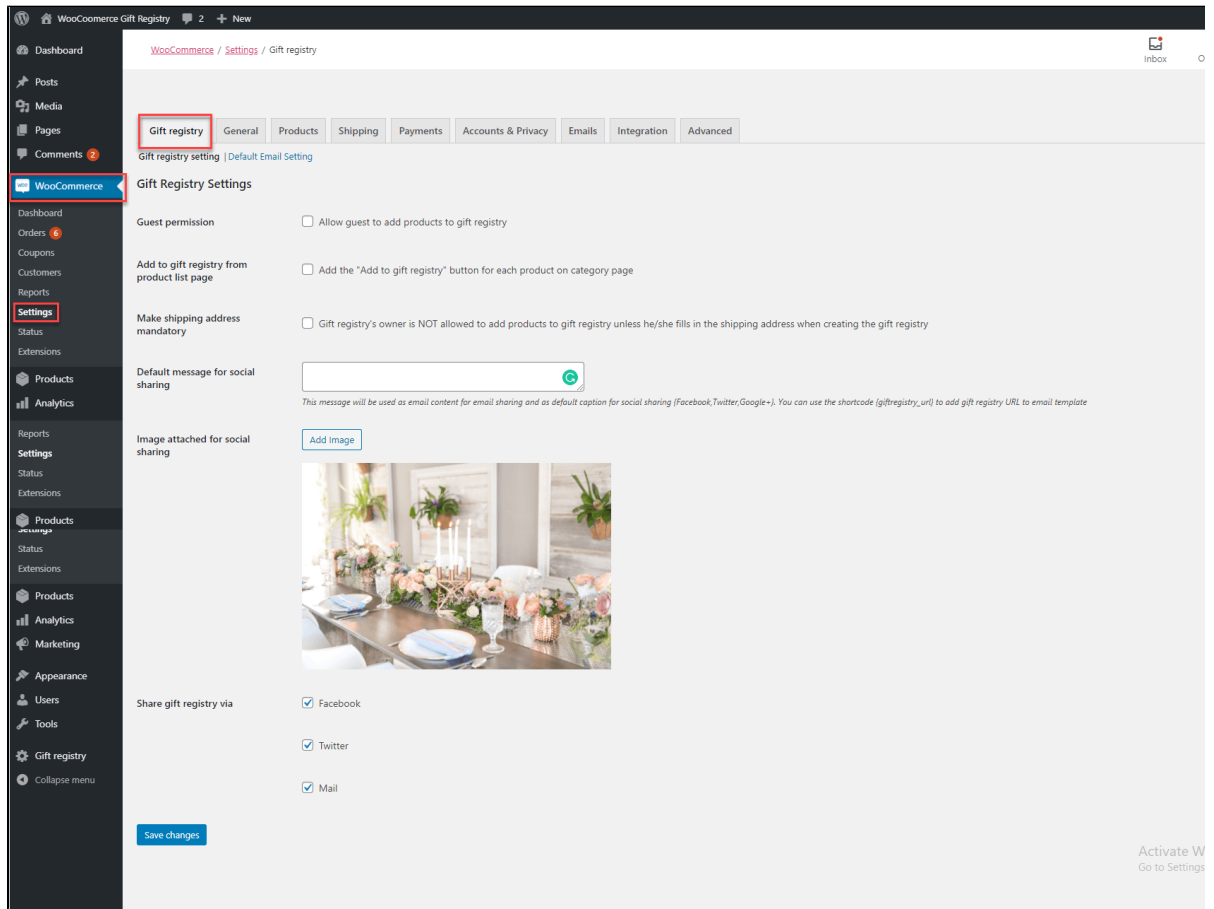 WooCoomerce Gift Registry 2 + New
Dashboard
Posts
Media
Pages
Comments 2
WooCommerce
Dashboard
Orders 6
Coupons
Customers
Reports
Settings
Status
Extensions
Products
Analytics
Reports
Settings
Status
Extensions
Products
Settings
Status
Extensions
Products
Analytics
Marketing
Appearance
Users
Tools
Gift registry
Collapse menu
WooCommerce / Settings / Gift registry
Inbox O
Gift registry General Products Shipping Payments Accounts & Privacy Emails Integration Advanced
Gift registry setting | Default Email Setting
Gift Registry Settings
Guest permission Allow guest to add products to gift registry
Add to gift registry from
product list page
Add the "Add to gift registry" button for each product on category page
Make shipping address
mandatory
Gift registry's owner is NOT allowed to add products to gift registry unless he/she fills in the shipping address when creating the gift registry
Default message for social
sharing
This message will be used as email content for email sharing and as default caption for social sharing (Facebook,Twitter,Google+). You can use the shortcode {giftregistry_url} to add gift registry URL to email template
Image attached for social
sharing
Add Image
Share gift registry via Facebook
Twitter
Mail
Save changes
Activate W
Go to Settings